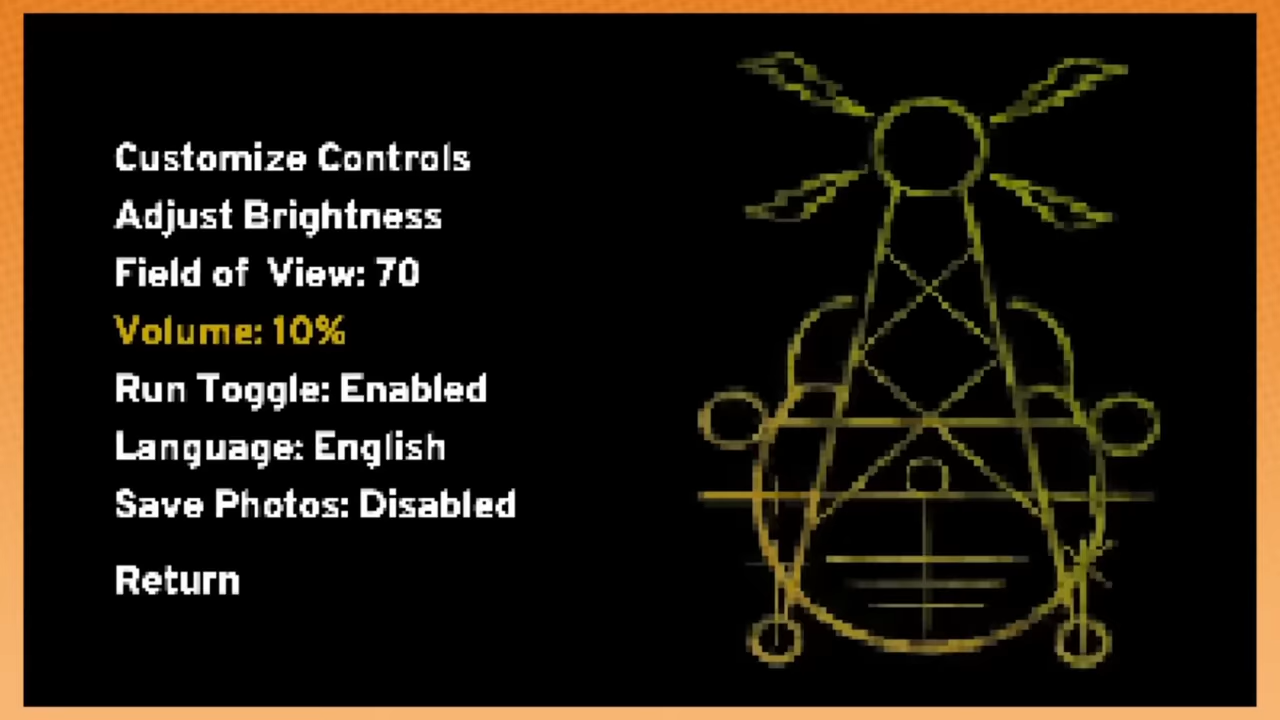 Customize Controls
Adjust Brightness
Field of View: 70
Volume: 10%
Run Toggle: Enabled
Language: English
Save Photos: Disabled
Return